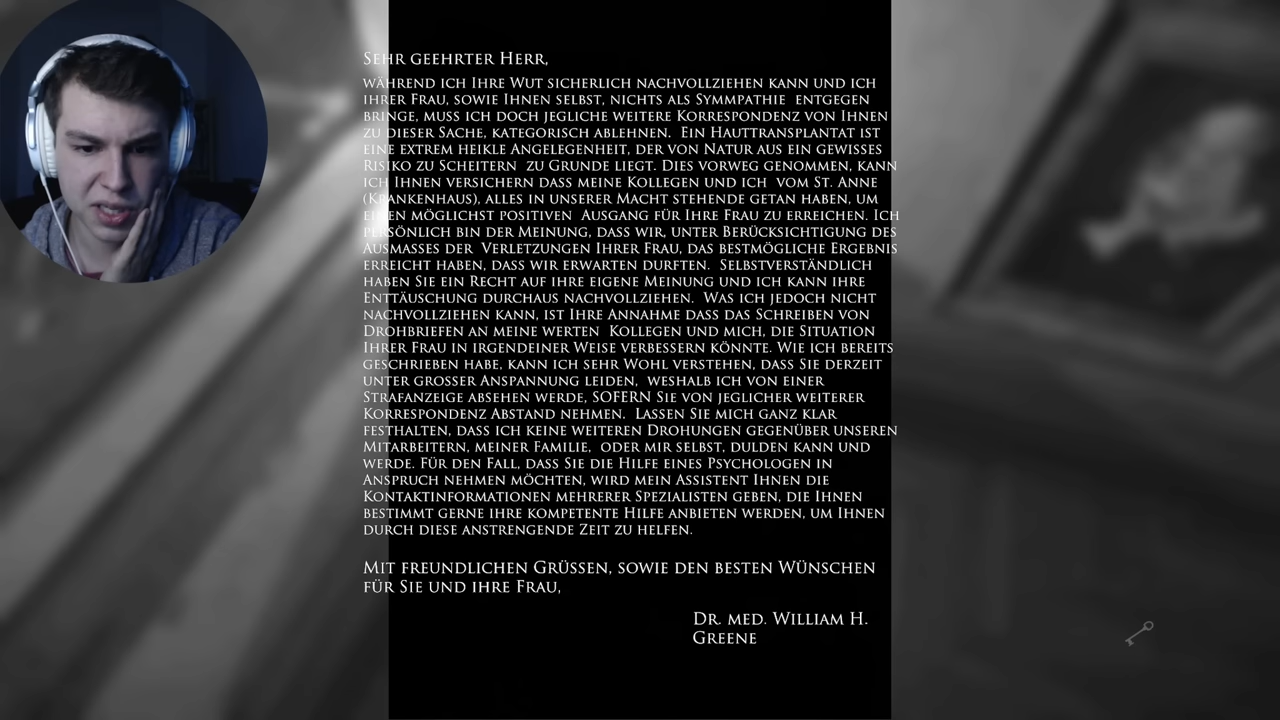 Sehr geehrter Herr,
während ich Ihre Wut sicherlich nachvollziehen kann und ich
ihrer Frau, sowie Ihnen selbst, nichts als Symmpathie entgegen
bringe, muss ich doch jegliche weitere Korrespondenz von Ihnen
zu dieser Sache, kategorisch ablehnen. Ein Hauttransplantat ist
eine extrem heikle Angelegenheit, der von Natur aus ein gewisses
Risiko zu Scheitern zu Grunde liegt. Dies vorweg genommen, kann
ich Ihnen versichern dass meine Kollegen und ich vom St. Anne
(Krankenhaus), alles in unserer Macht stehende getan haben, um
einen möglichst positiven Ausgang für Ihre Frau zu erreichen. Ich
persönlich bin der Meinung, dass wir, unter Berücksichtigung des
Ausmasses der Verletzungen Ihrer Frau, das bestmögliche Ergebnis
erreicht haben, dass wir erwarten durften. Selbstverständlich
haben Sie ein Recht auf ihre eigene Meinung und ich kann ihre
Enttäuschung durchaus nachvollziehen. Was ich jedoch nicht
nachvollziehen kann, ist Ihre Annahme dass das Schreiben von
Drohbriefen an meine werten Kollegen und mich, die Situation
Ihrer Frau in irgendeiner Weise verbessern könnte. Wie ich bereits
geschrieben habe, kann ich sehr Wohl verstehen, dass Sie derzeit
unter grosser Anspannung leiden, weshalb ich von einer
Strafanzeige absehen werde, SOFERN Sie von jeglicher weiterer
Korrespondenz Abstand nehmen. Lassen Sie mich ganz klar
festhalten, dass ich keine weiteren Drohungen gegenüber unseren
Mitarbeitern, meiner Familie, oder mir selbst, dulden kann und
werde. Für den Fall, dass Sie die Hilfe eines Psychologen in
Anspruch nehmen möchten, wird mein Assistent Ihnen die
Kontaktinformationen mehrerer Spezialisten geben, die Ihnen
bestimmt gerne ihre kompetente Hilfe anbieten werden, um Ihnen
durch diese anstrengende Zeit zu helfen.
Mit freundlichen Grüssen, sowie den besten Wünschen
für Sie und ihre Frau,
Dr. med. William H.
Greene